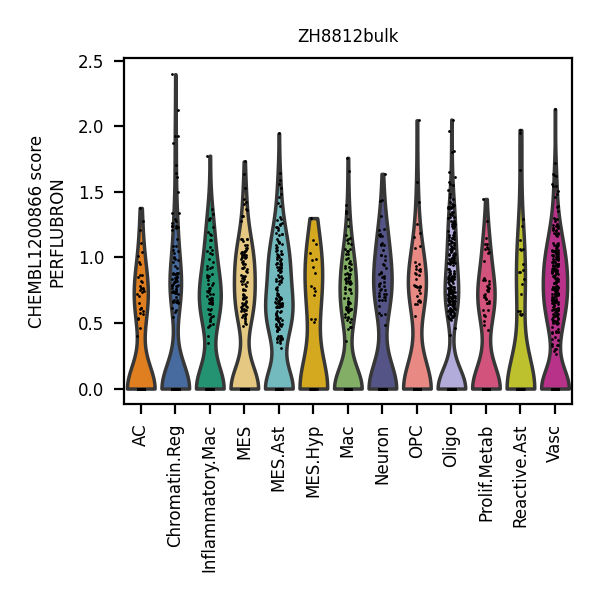 ZH8812bulk
CHEMBL1200866 score
PERFLUBRON
2.5
2.0
1.5
1.0
0.5
0.0
AC
Chromatin.Reg
Inflammatory.Mac
MES
MES.Ast
MES.Hyp
Mac
Neuron
OPC
Oligo
Prolif.Metab
Reactive.Ast
Vasc